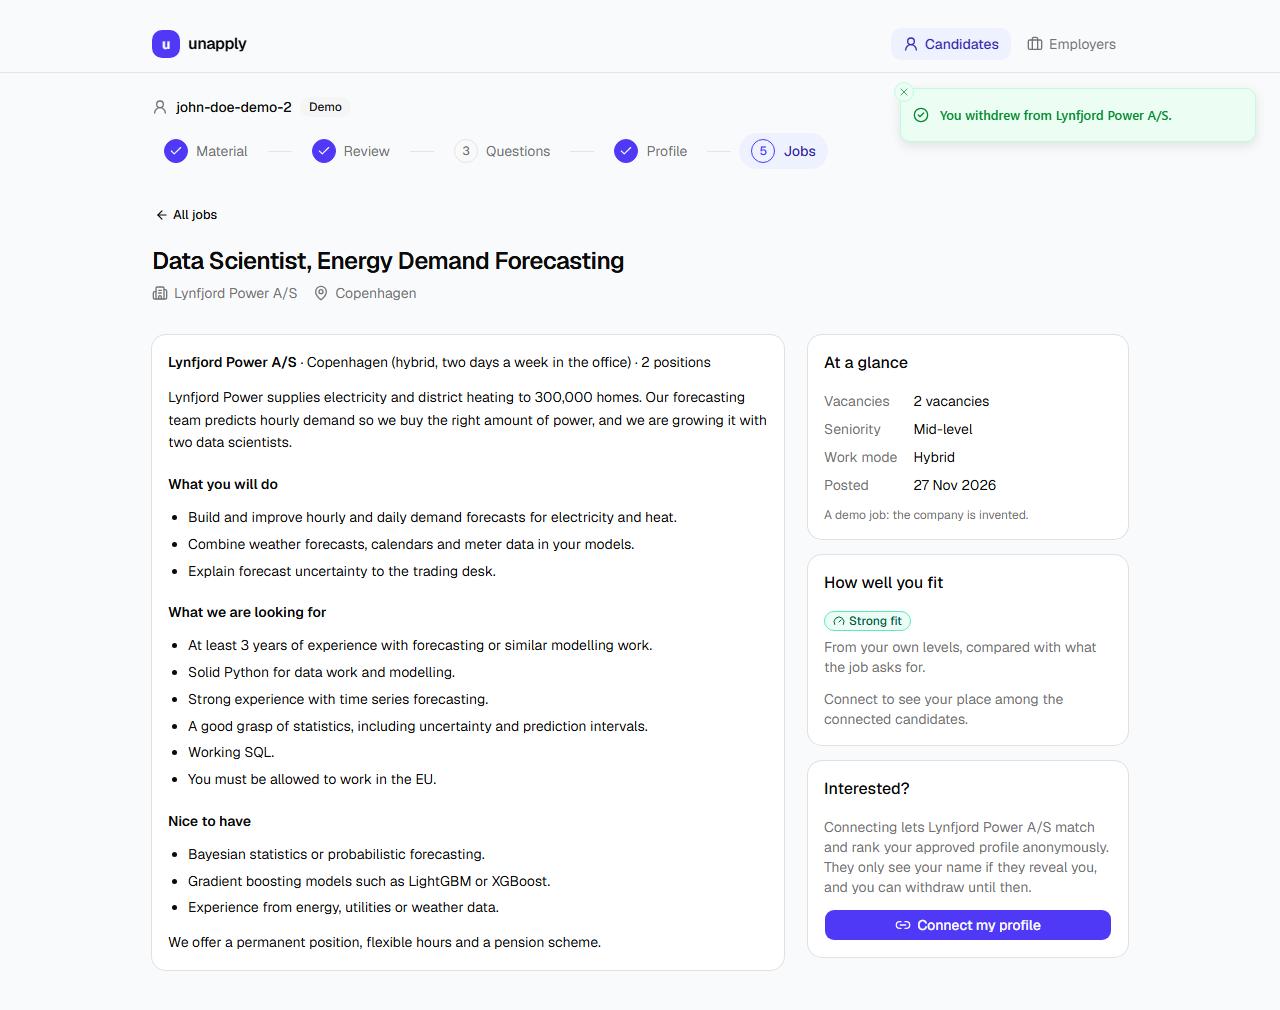 u unapply
Candidates
Employers
john-doe-demo-2 Demo
You withdrew from Lynfjord Power A/S.
Material
Review
3 Questions
Profile
5 Jobs
All jobs
Data Scientist, Energy Demand Forecasting
Lynfjord Power A/S
Copenhagen
Lynfjord Power A/S · Copenhagen (hybrid, two days a week in the office) · 2 positions
Lynfjord Power supplies electricity and district heating to 300,000 homes. Our forecasting
team predicts hourly demand so we buy the right amount of power, and we are growing it with
two data scientists.
What you will do
• Build and improve hourly and daily demand forecasts for electricity and heat.
• Combine weather forecasts, calendars and meter data in your models.
• Explain forecast uncertainty to the trading desk.
What we are looking for
• At least 3 years of experience with forecasting or similar modelling work.
• Solid Python for data work and modelling.
• Strong experience with time series forecasting.
• A good grasp of statistics, including uncertainty and prediction intervals.
• Working SQL.
• You must be allowed to work in the EU.
Nice to have
• Bayesian statistics or probabilistic forecasting.
• Gradient boosting models such as LightGBM or XGBoost.
• Experience from energy, utilities or weather data.
We offer a permanent position, flexible hours and a pension scheme.
At a glance
Vacancies 2 vacancies
Seniority Mid-level
Work mode Hybrid
Posted 27 Nov 2026
A demo job: the company is invented.
How well you fit
Strong fit
From your own levels, compared with what
the job asks for.
Connect to see your place among the
connected candidates.
Interested?
Connecting lets Lynfjord Power A/S match
and rank your approved profile anonymously.
They only see your name if they reveal you,
and you can withdraw until then.
Connect my profile